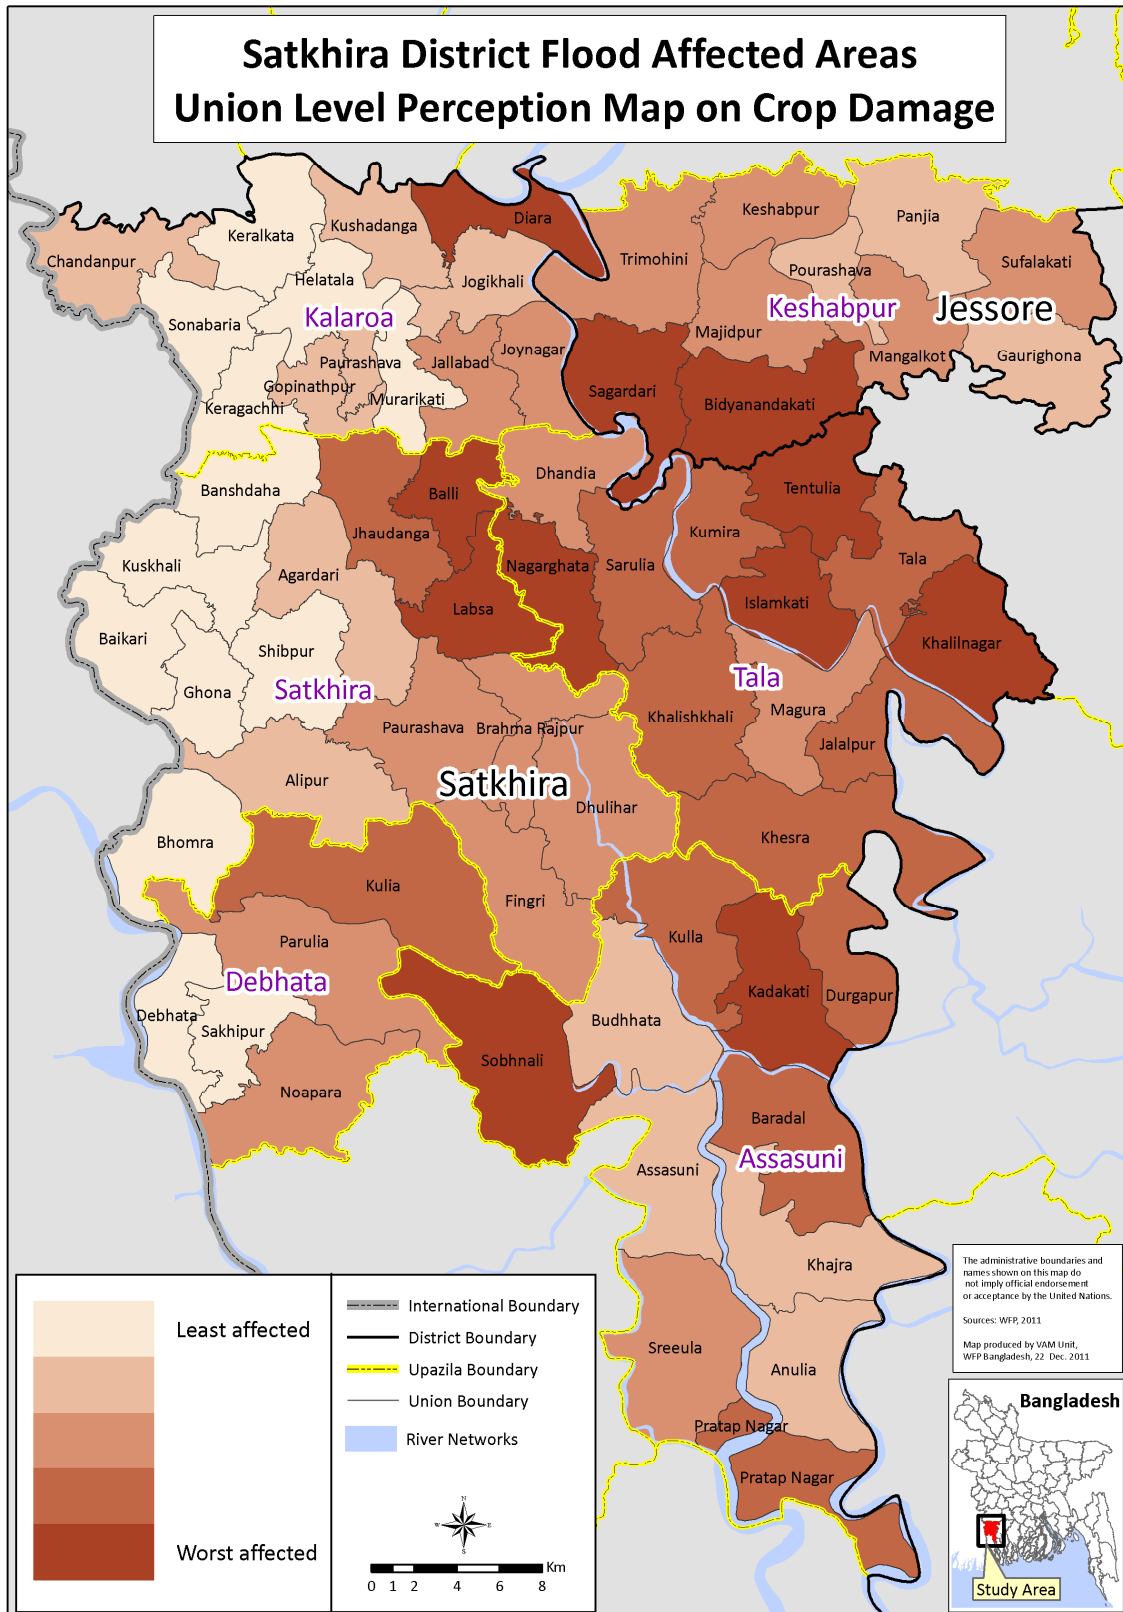 Satkhira District Flood Affected Areas
Union Level Perception Map on Crop Damage
Diara
Keshabpur
Panjia
Kushadanga
Keralkata
Chandanpur
Trimohini
Sufalakati
Helatala
Jogikhali
Pourashava
Kalaroa
Keshabpur
Jessore
Sonabaria
Majidpur
Joynagar
Mangalkot
Gaurighona
Paurashava
Jallabad
Gopinathpur
Murarikati
Sagardari
Bidyanandakati
Keragachhi
Dhandia
Banshdaha
Balli
Tentulia
Jhaudanga
Kumira
Kuskhali
Agardari
Nagarghata
Sarulia
Tala
Labsa
Islamkati
Baikari
Shibpur
Khalilnagar
Ghona
Satkhira
Tala
Khalishkhali
Magura
Paurashava
Brahma Rajpur
Jalalpur
Alipur
Satkhira
Dhulihar
Bhomra
Khesra
Kulia
Fingri
Parulia
Kulla
Debhata
Kadakati
Durgapur
Debhata
Sakhipur
Budhhata
Sobhnali
Noapara
Baradal
Assasuni
Assasuni
Khajra
Sreeula
Anulia
Pratap Nagar
Pratap Nagar
Least affected
Worst affected
International Boundary
District Boundary
Upazila Boundary
Union Boundary
River Networks
N
W
E
S
Km
0 1 2 4 6 8
The administrative boundaries and
names shown on this map do
not imply official endorsement
or acceptance by the United Nations.
Sources: WFP, 2011
Map produced by VAM Unit,
WFP Bangladesh, 22 Dec. 2011
Bangladesh
Study Area